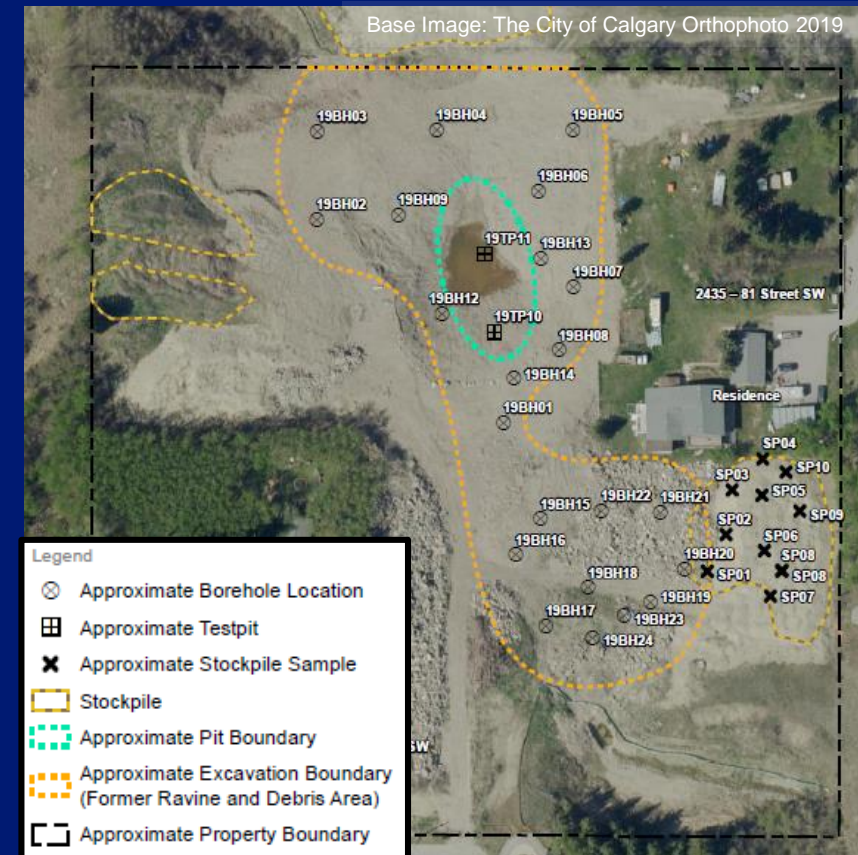 Base Image: The City of Calgary Orthophoto 2019
19BH03
19BH04
19BH05
19BH06
19BH02
19BH09
19TP11
19BH13
19BH07
2435 – 81 Street SW
19BH12
19TP10
19BH08
19BH14
Residence
19BH01
SP04
SP10
SP03
SP05
19BH22
19BH21
SP09
19BH15
SP02
SP06
19BH16
19BH20
SP08
SP01
SP08
19BH18
SP07
19BH19
19BH17
19BH23
19BH24
SW
Legend
Approximate Borehole Location
Approximate Testpit
Approximate Stockpile Sample
Stockpile
Approximate Pit Boundary
Approximate Excavation Boundary
(Former Ravine and Debris Area)
Approximate Property Boundary